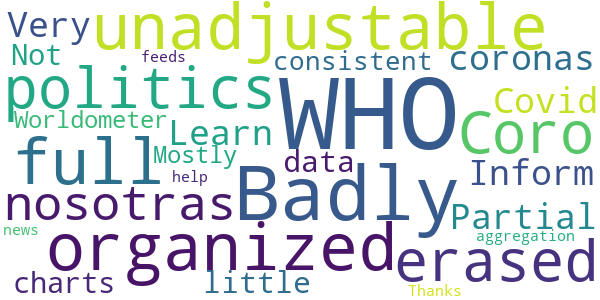 Very unadjustable
Not feeds consistent coronas
politics WHO Covid
Worldometer Learn Coro
full Mostly data Inform
help Badly
nosotras Partial
news organized aggregation
erased
charts little Thanks